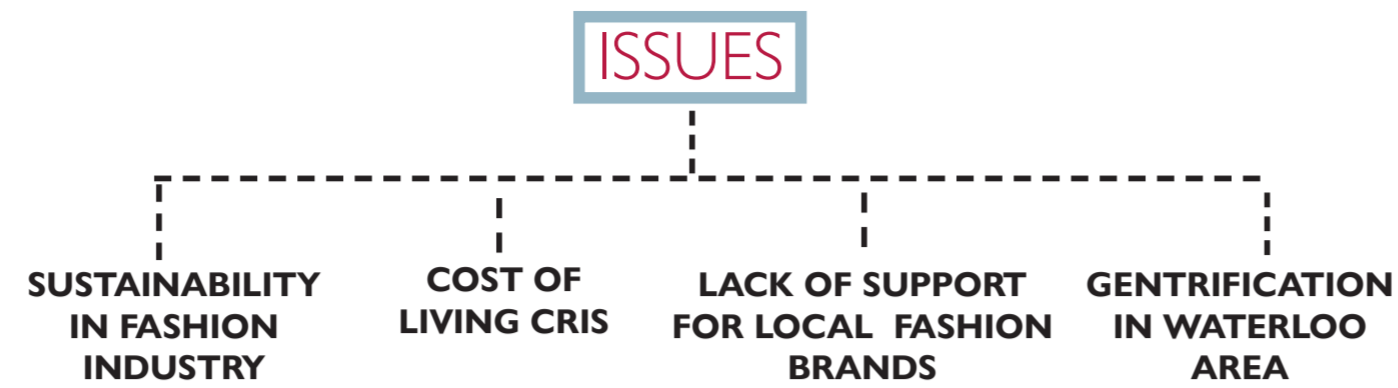 ISSUES
SUSTAINABILITY
IN FASHION
INDUSTRY
COST OF
LIVING CRIS
LACK OF SUPPORT
FOR LOCAL  FASHION
BRANDS
GENTRIFICATION
IN WATERLOO
AREA